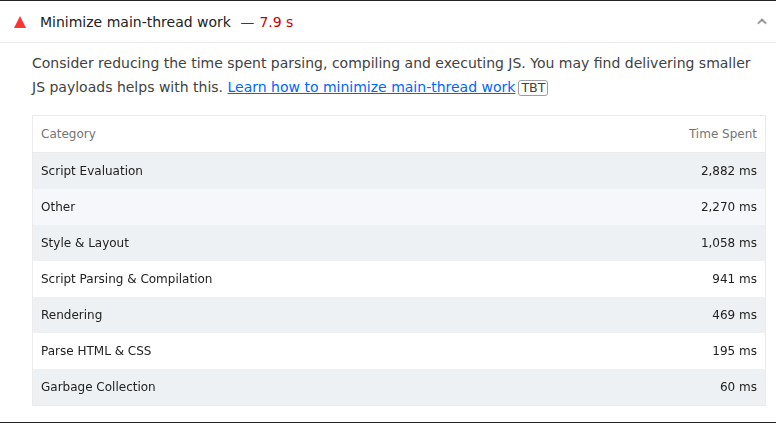 Minimize main-thread work — 7.9 s
Consider reducing the time spent parsing, compiling and executing JS. You may find delivering smaller
JS payloads helps with this. Learn how to minimize main-thread work TBT
Category Time Spent
Script Evaluation 2,882 ms
Other 2,270 ms
Style & Layout 1,058 ms
Script Parsing & Compilation 941 ms
Rendering 469 ms
Parse HTML & CSS 195 ms
Garbage Collection 60 ms